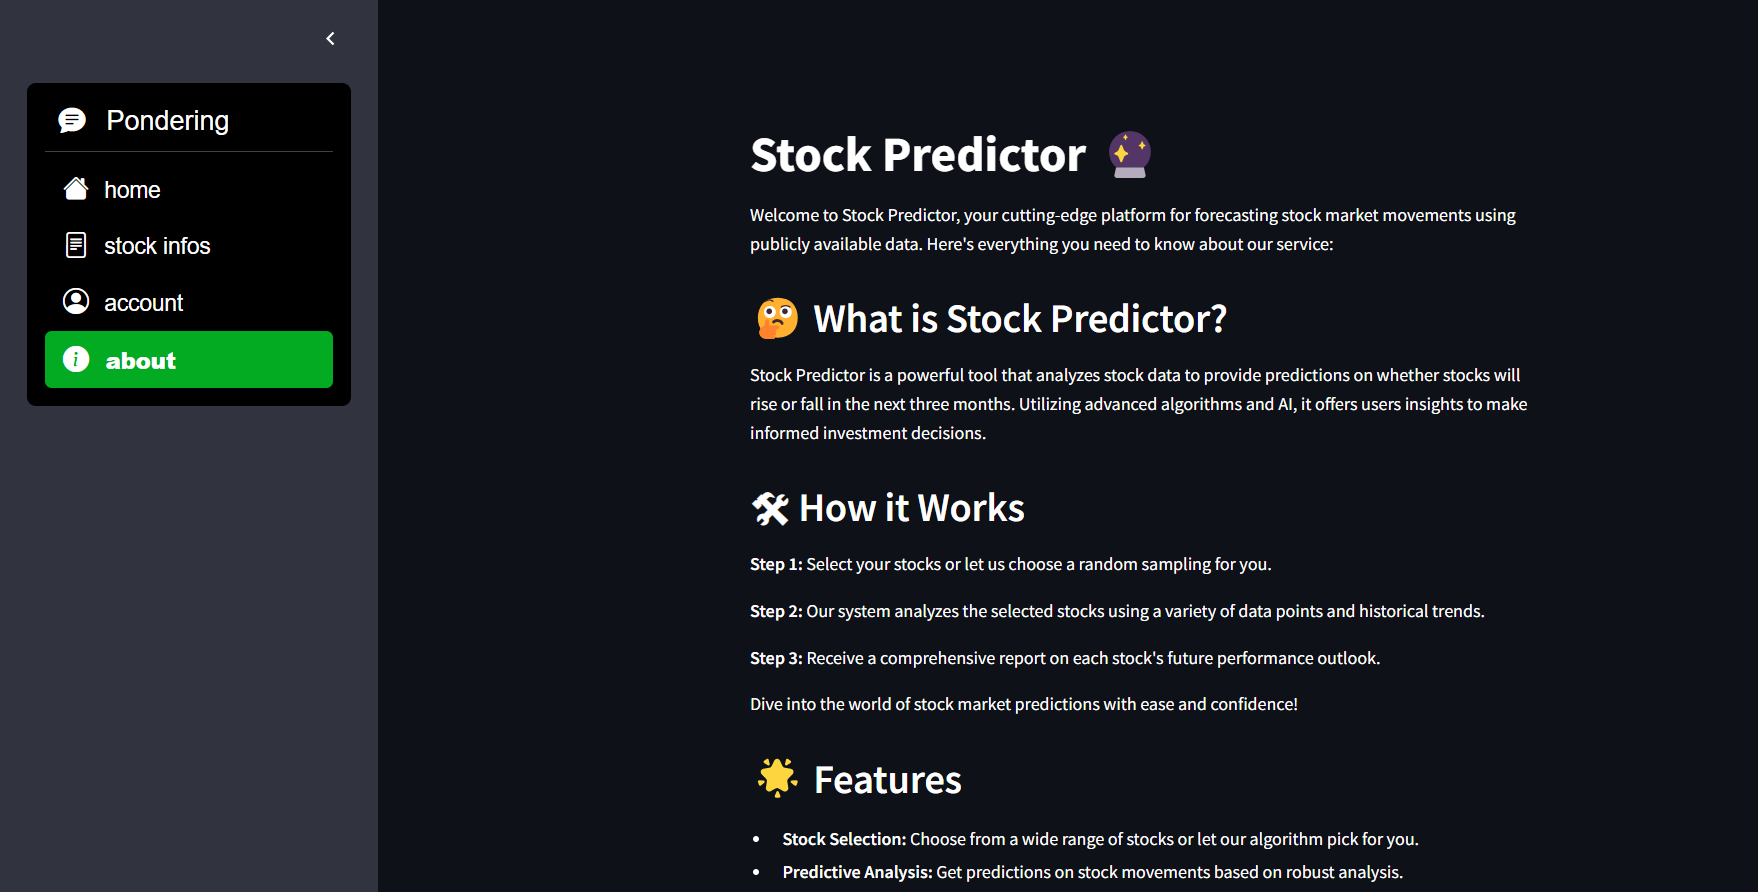 Pondering
home
stock infos
account
about
Stock Predictor
Welcome to Stock Predictor, your cutting-edge platform for forecasting stock market movements using
publicly available data. Here's everything you need to know about our service:
What is Stock Predictor?
Stock Predictor is a powerful tool that analyzes stock data to provide predictions on whether stocks will
rise or fall in the next three months. Utilizing advanced algorithms and AI, it offers users insights to make
informed investment decisions.
How it Works
Step 1: Select your stocks or let us choose a random sampling for you.
Step 2: Our system analyzes the selected stocks using a variety of data points and historical trends.
Step 3: Receive a comprehensive report on each stock's future performance outlook.
Dive into the world of stock market predictions with ease and confidence!
Features
• Stock Selection: Choose from a wide range of stocks or let our algorithm pick for you.
• Predictive Analysis: Get predictions on stock movements based on robust analysis.